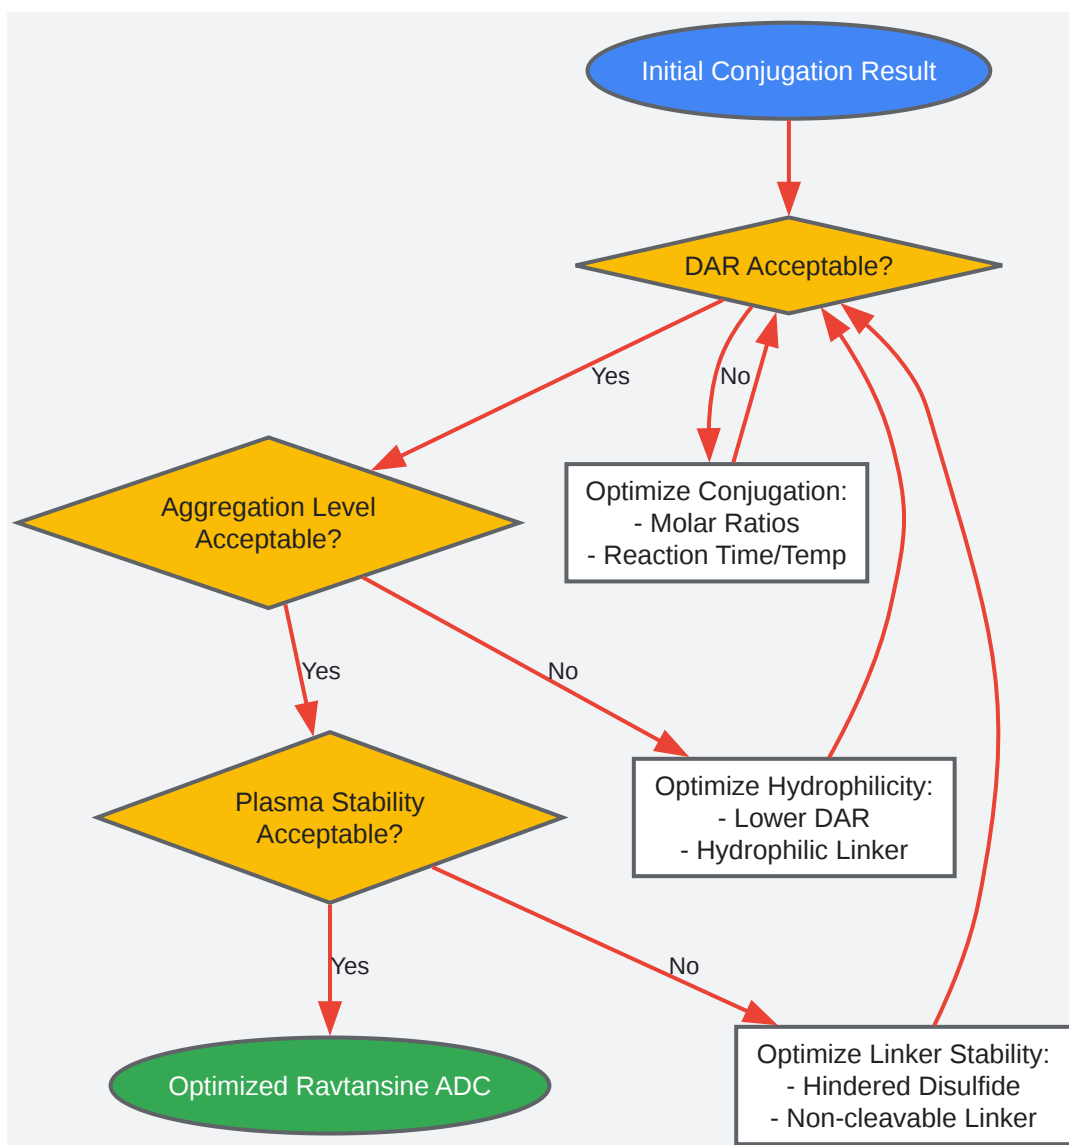 Initial Conjugation Result
DAR Acceptable?
Yes
No
Optimize Conjugation:
- Molar Ratios
- Reaction Time/Temp
Aggregation Level
Acceptable?
Yes
No
Optimize Hydrophilicity:
- Lower DAR
- Hydrophilic Linker
Plasma Stability
Acceptable?
Yes
No
Optimized Ravtansine ADC
Optimize Linker Stability:
- Hindered Disulfide
- Non-cleavable Linker